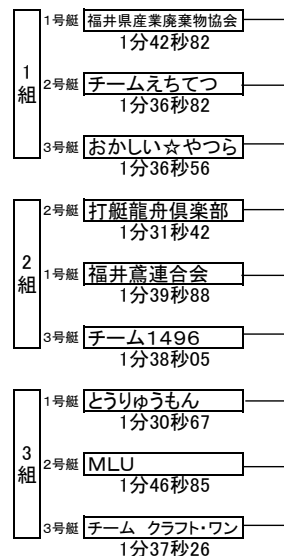 1組
1号艇 福井県産業廃棄物協会
1分42秒82
2号艇 チームえちてつ
1分36秒82
3号艇 おかしい☆やつら
1分36秒56
2組
2号艇 打艇龍舟倶楽部
1分31秒42
1号艇 福井鳶連合会
1分39秒88
3号艇 チーム1496
1分38秒05
3組
1号艇 とうりゅうもん
1分30秒67
2号艇 MLU
1分46秒85
3号艇 チーム クラフト・ワン
1分37秒26